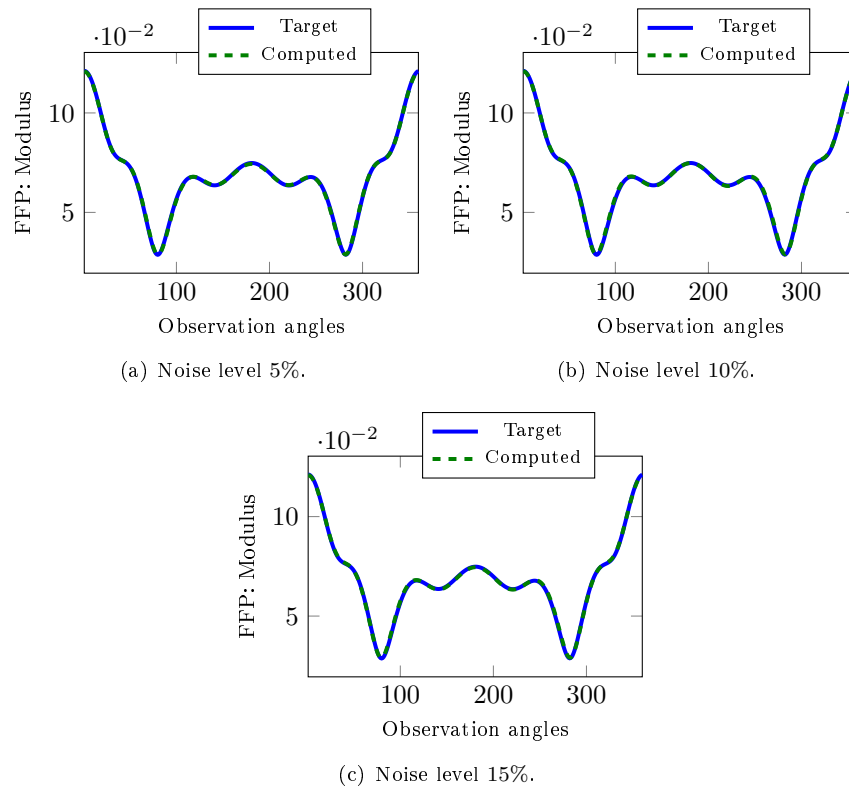 ·10−2
Target
Computed
10
5
FFP: Modulus
100 200 300
Observation angles
(a) Noise level 5%.
·10−2
Target
Computed
10
5
FFP: Modulus
100 200 300
Observation angles
(b) Noise level 10%.
·10−2
Target
Computed
10
5
FFP: Modulus
100 200 300
Observation angles
(c) Noise level 15%.